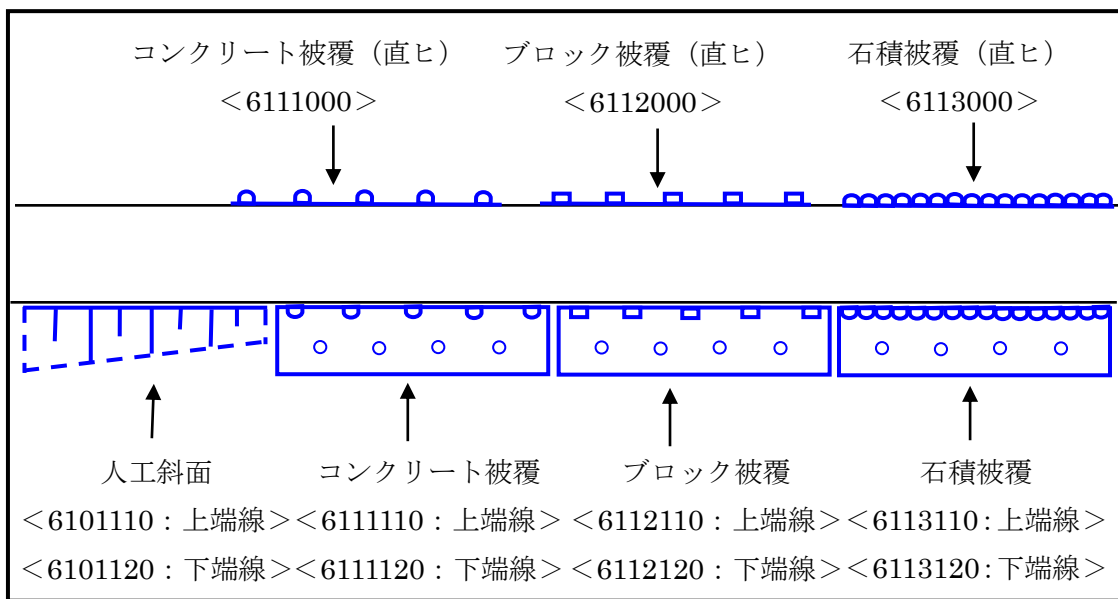 コンクリート被覆（直ヒ） ブロック被覆（直ヒ） 石積被覆（直ヒ）
＜6111000＞ ＜6112000＞ ＜6113000＞
人工斜面 コンクリート被覆 ブロック被覆 石積被覆
＜6101110：上端線＞＜6111110：上端線＞＜6112110：上端線＞＜6113110：上端線＞
＜6101120：下端線＞＜6111120：下端線＞＜6112120：下端線＞＜6113120：下端線＞